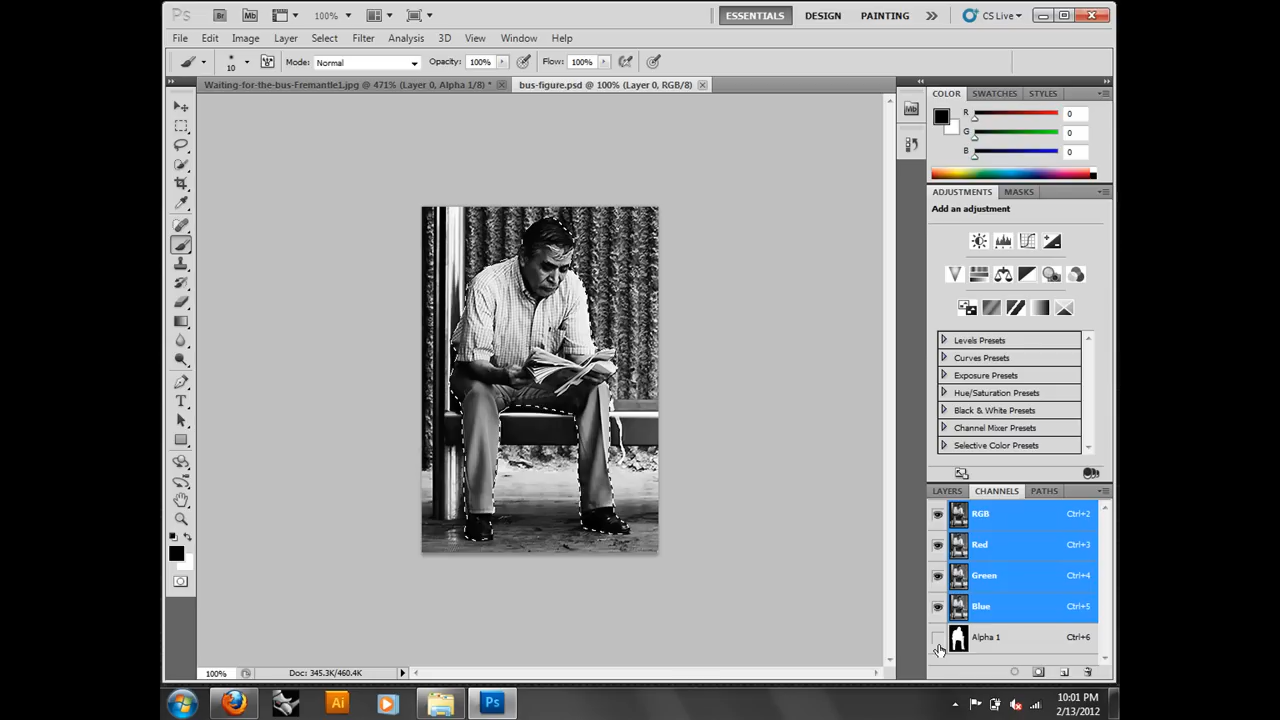 Ps Br Mb 100% ESSENTIALS DESIGN PAINTING CS Live
File Edit Image Layer Select Filter Analysis 3D View Window Help
10 Mode: Normal Opacity: 100% Flow: 100%
Waiting-for-the-bus-Fremantle1.jpg @ 471% (Layer 0, Alpha 1/8) * bus-figure.psd @ 100% (Layer 0, RGB/8)
COLOR SWATCHES STYLES
Mb
R 0
G 0
B 0
ADJUSTMENTS MASKS
Add an adjustment
Levels Presets
Curves Presets
Exposure Presets
Hue/Saturation Presets
Black & White Presets
Channel Mixer Presets
Selective Color Presets
T
LAYERS CHANNELS PATHS
RGB Ctrl+2
Red Ctrl+3
Green Ctrl+4
Blue Ctrl+5
Alpha 1 Ctrl+6
100% Doc: 345.3K/460.4K
Ai Ps
10:01 PM
2/13/2012